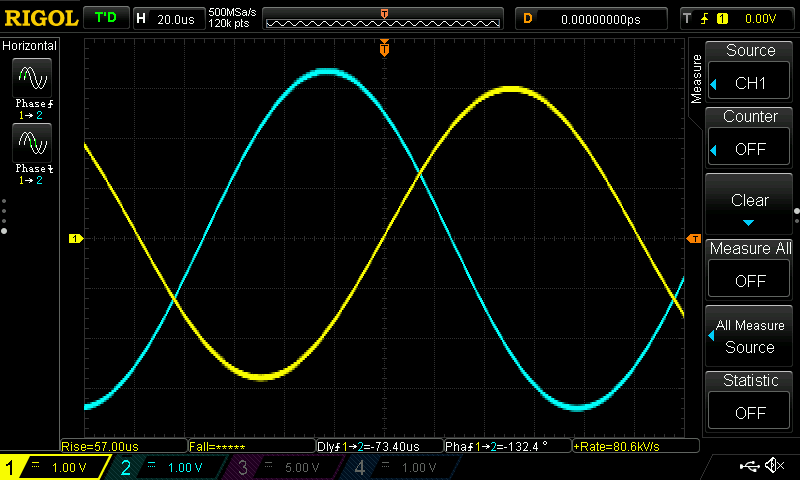 RIGOL T'D H 20.0us 500MSa/s 120k pts T D 0.00000000ps T 1 0.00V
Horizontal
Phase
1→2
Phase
1→2
T
1
T
Measure
Source
CH1
Counter
OFF
Clear
Measure All
OFF
All Measure
Source
Statistic
OFF
Rise=57.00us Fall=***** Dly1→2=-73.40us Pha1→2=-132.4 ° +Rate=80.6kV/s
1 = 1.00 V 2 = 1.00 V 3 = 5.00 V 4 = 1.00 V